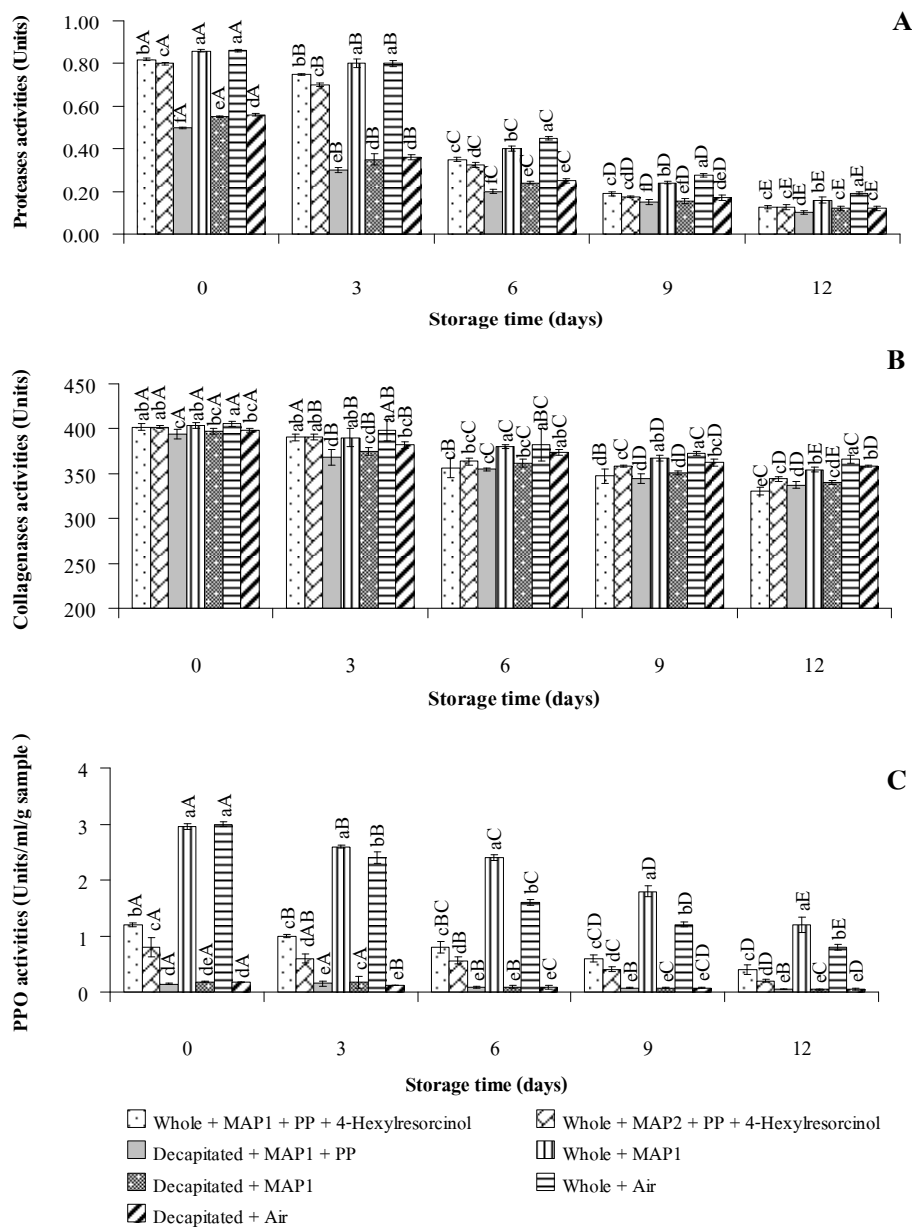 A
Proteases activities (Units)
1.00
0.80
0.60
0.40
0.20
0.00
bA cA fA aA eA aA dA
bB cB eB aB dB aB dB
cC dC fC bC eC aC eC
cD cdD fD bD efD aD deD
cE cE dE bE cE aE cE
0 3 6 9 12
Storage time (days)
B
Collagenases activities (Units)
450
400
350
300
250
200
abA abA cA abA bcA aA bcA
abA abB dB abB cdB aAB bcB
cB bcC cC aC bcC aBC abC
dB cC dD abD dD aC bcD
eC cD dD bE cdE aC bD
0 3 6 9 12
Storage time (days)
C
PPO activities (Units/ml/g sample )
4
3
2
1
0
bA cA dA aA deA aA dA
cB dAB eA aB cA bB eB
cBC dB eB aC eB bC eC
cCD dC eB aD eC bD eCD
cD dD eB aE eC bE eD
0 3 6 9 12
Storage time (days)
Whole + MAP1 + PP + 4-Hexylresorcinol
Whole + MAP2 + PP + 4-Hexylresorcinol
Decapitated + MAP1 + PP
Whole + MAP1
Decapitated + MAP1
Whole + Air
Decapitated + Air